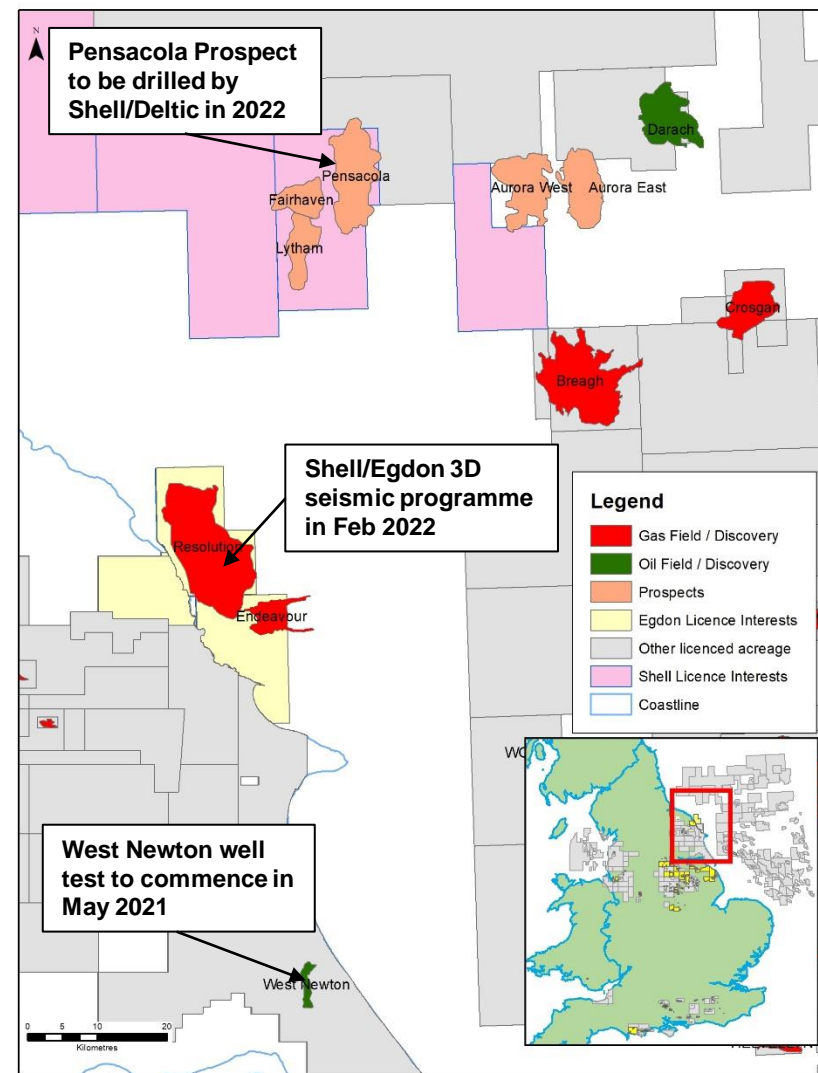 N
Pensacola Prospect
to be drilled by
Shell/Deltic in 2022
Darach
Pensacola
Aurora West
Aurora East
Fairhaven
Lytham
Crosgan
Breagh
Shell/Egdon 3D
seismic programme
in Feb 2022
Resolution
Endeavour
Legend
Gas Field / Discovery
Oil Field / Discovery
Prospects
Egdon Licence Interests
Other licenced acreage
Shell Licence Interests
Coastline
West Newton well
test to commence in
May 2021
West Newton
0 5 10 20
Kilometres